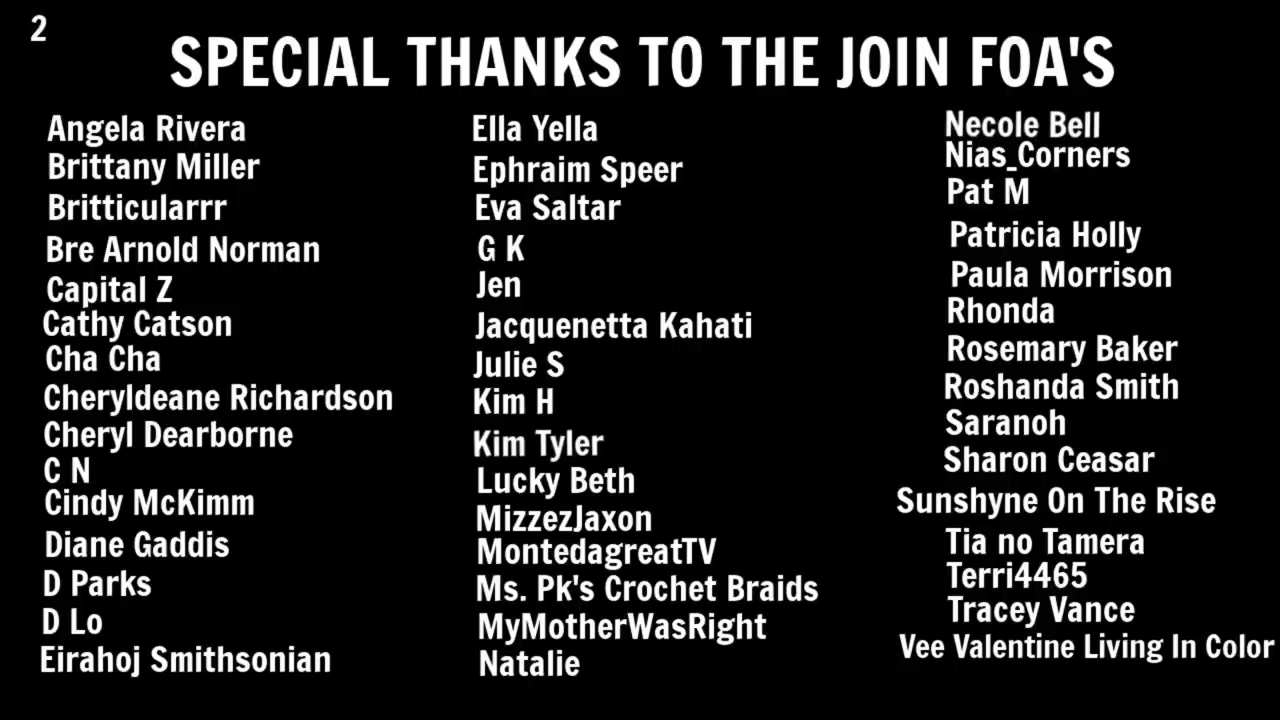 2
SPECIAL THANKS TO THE JOIN FOA'S
Angela Rivera
Brittany Miller
Britticularrr
Bre Arnold Norman
Capital Z
Cathy Catson
Cha Cha
Cheryldeane Richardson
Cheryl Dearborne
C N
Cindy McKimm
Diane Gaddis
D Parks
D Lo
Eirahoj Smithsonian
Ella Yella
Ephraim Speer
Eva Saltar
G K
Jen
Jacquenetta Kahati
Julie S
Kim H
Kim Tyler
Lucky Beth
MizzezJaxon
MontedagreatTV
Ms. Pk's Crochet Braids
MyMotherWasRight
Natalie
Necole Bell
Nias_Corners
Pat M
Patricia Holly
Paula Morrison
Rhonda
Rosemary Baker
Roshanda Smith
Saranoh
Sharon Ceasar
Sunshyne On The Rise
Tia no Tamera
Terri4465
Tracey Vance
Vee Valentine Living In Color